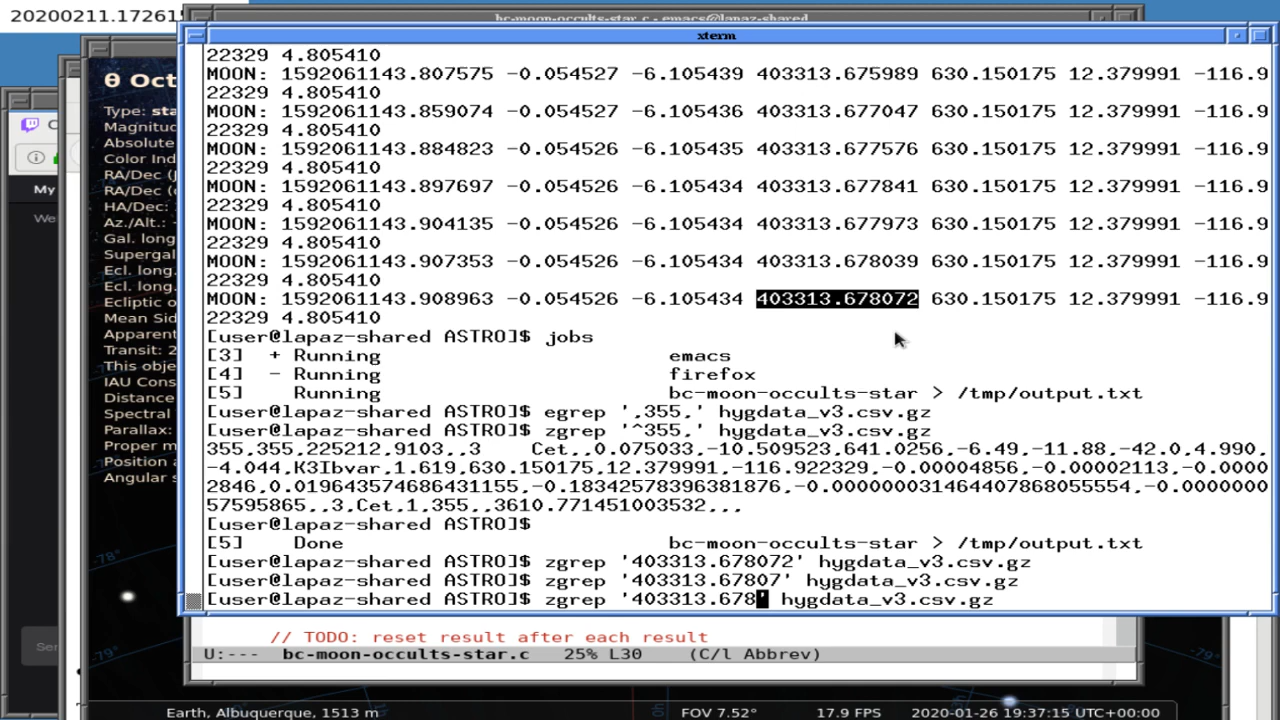 20200211.17261
bc-moon-occults-star.c - emacs@lapaz-shared
xterm
22329 4.805410
MOON: 1592061143.807575 -0.054527 -6.105439 403313.675989 630.150175 12.379991 -116.9
22329 4.805410
MOON: 1592061143.859074 -0.054527 -6.105436 403313.677047 630.150175 12.379991 -116.9
22329 4.805410
MOON: 1592061143.884823 -0.054526 -6.105435 403313.677576 630.150175 12.379991 -116.9
22329 4.805410
MOON: 1592061143.897697 -0.054526 -6.105434 403313.677841 630.150175 12.379991 -116.9
22329 4.805410
MOON: 1592061143.904135 -0.054526 -6.105434 403313.677973 630.150175 12.379991 -116.9
22329 4.805410
MOON: 1592061143.907353 -0.054526 -6.105434 403313.678039 630.150175 12.379991 -116.9
22329 4.805410
MOON: 1592061143.908963 -0.054526 -6.105434 403313.678072 630.150175 12.379991 -116.9
22329 4.805410
[user@lapaz-shared ASTRO]$ jobs
[3] + Running emacs
[4] - Running firefox
[5] Running bc-moon-occults-star > /tmp/output.txt
[user@lapaz-shared ASTRO]$ egrep ',355,' hygdata_v3.csv.gz
[user@lapaz-shared ASTRO]$ zgrep '^355,' hygdata_v3.csv.gz
355,355,225212,9103,,3 Cet,,0.075033,-10.509523,641.0256,-6.49,-11.88,-42.0,4.990,
-4.044,K3Ibvar,1.619,630.150175,12.379991,-116.922329,-0.00004856,-0.00002113,-0.0000
2846,0.019643574686431155,-0.18342578396381876,-0.000000031464407868055554,-0.0000000
57595865,,3,Cet,1,355,,3610.771451003532,,,
[user@lapaz-shared ASTRO]$
[5] Done bc-moon-occults-star > /tmp/output.txt
[user@lapaz-shared ASTRO]$ zgrep '403313.678072' hygdata_v3.csv.gz
[user@lapaz-shared ASTRO]$ zgrep '403313.67807' hygdata_v3.csv.gz
[user@lapaz-shared ASTRO]$ zgrep '403313.678' hygdata_v3.csv.gz
// TODO: reset result after each result
U:--- bc-moon-occults-star.c 25% L30 (C/l Abbrev)
θ Oct
Type: sta
Magnitud
Absolute
Color Ind
RA/Dec (J
RA/Dec (
HA/Dec:
Az./Alt.:
Gal. long
Supergal
Ecl. long.
Ecl. long.
Ecliptic o
Mean Sid
Apparent
Transit: 2
This obje
IAU Cons
Distance
Spectral
Parallax:
Proper m
Position a
Angular s
My
We
Ser
-78°
-79°
-79°
0h
Earth, Albuquerque, 1513 m
FOV 7.52°
17.9 FPS
2020-01-26 19:37:15 UTC+00:00